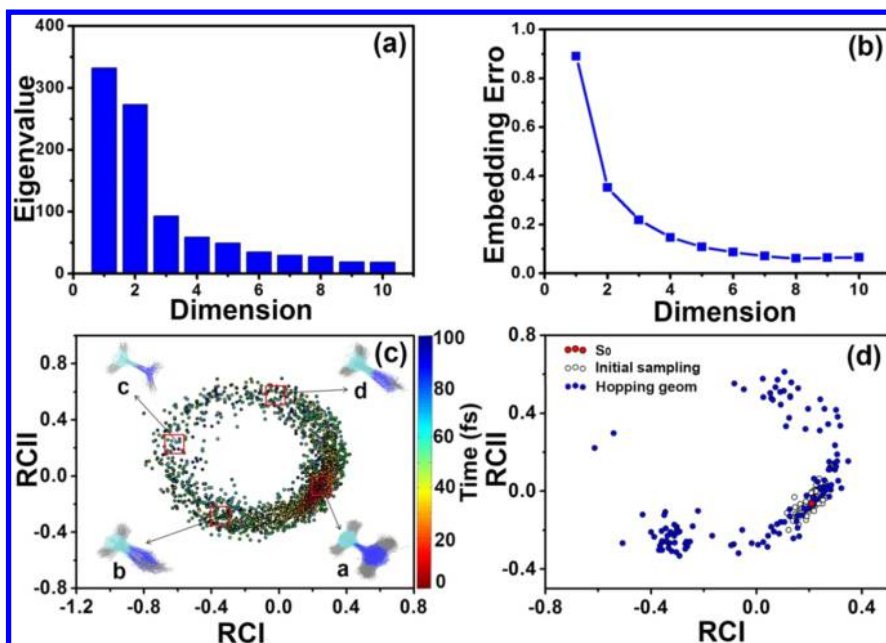 (a)
Eigenvalue
400
300
200
100
0
0 2 4 6 8 10
Dimension
(b)
Embedding Erro
1.0
0.8
0.6
0.4
0.2
0.0
0 2 4 6 8 10
Dimension
(c)
RCII
0.8
0.4
0.0
-0.4
-0.8
-1.2 -0.8 -0.4 0.0 0.4 0.8
RCI
c
d
b
a
100
80
60
40
20
0
Time (fs)
(d)
S0
Initial sampling
Hopping geom
RCII
0.8
0.4
0.0
-0.4
-0.8 -0.4 0.0 0.4
RCI